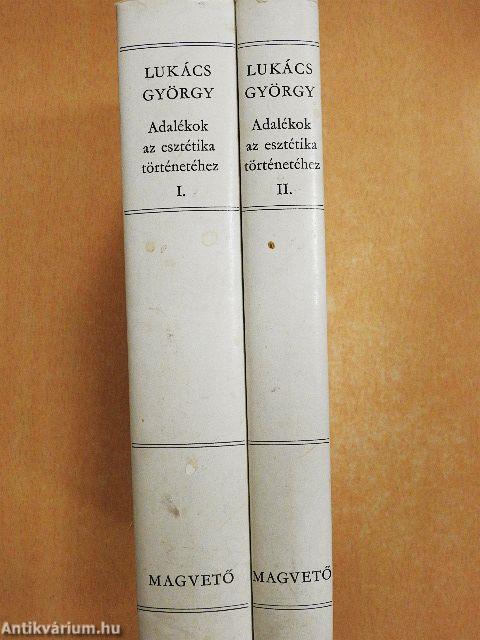 LUKÁCS
GYÖRGY
Adalékok
az esztétika
történetéhez
I.
MAGVETŐ
LUKÁCS
GYÖRGY
Adalékok
az esztétika
történetéhez
II.
MAGVETŐ
Antikvárium.hu